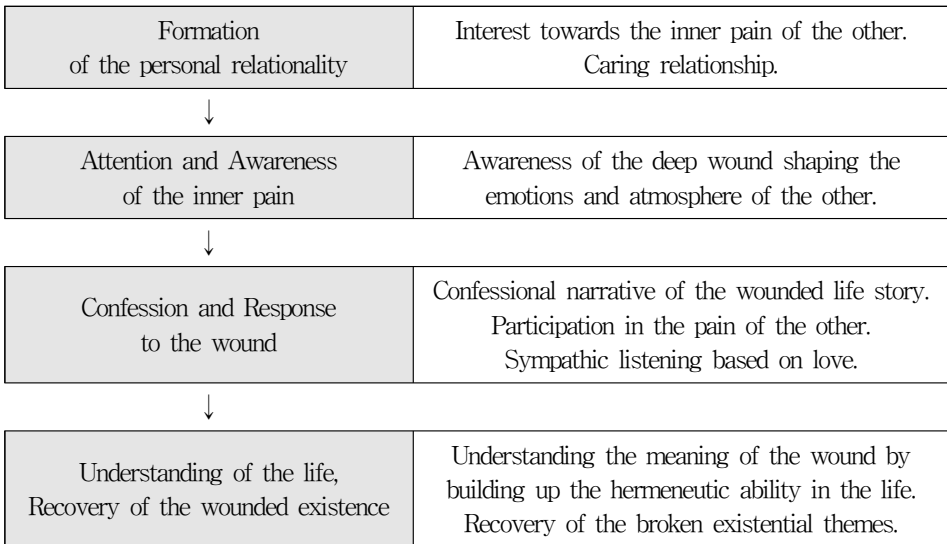 Formation
of the personal relationality
Interest towards the inner pain of the other.
Caring relationship.
↓
Attention and Awareness
of the inner pain
Awareness of the deep wound shaping the
emotions and atmosphere of the other.
↓
Confession and Response
to the wound
Confessional narrative of the wounded life story.
Participation in the pain of the other.
Sympathic listening based on love.
↓
Understanding of the life,
Recovery of the wounded existence
Understanding the meaning of the wound by
building up the hermeneutic ability in the life.
Recovery of the broken existential themes.